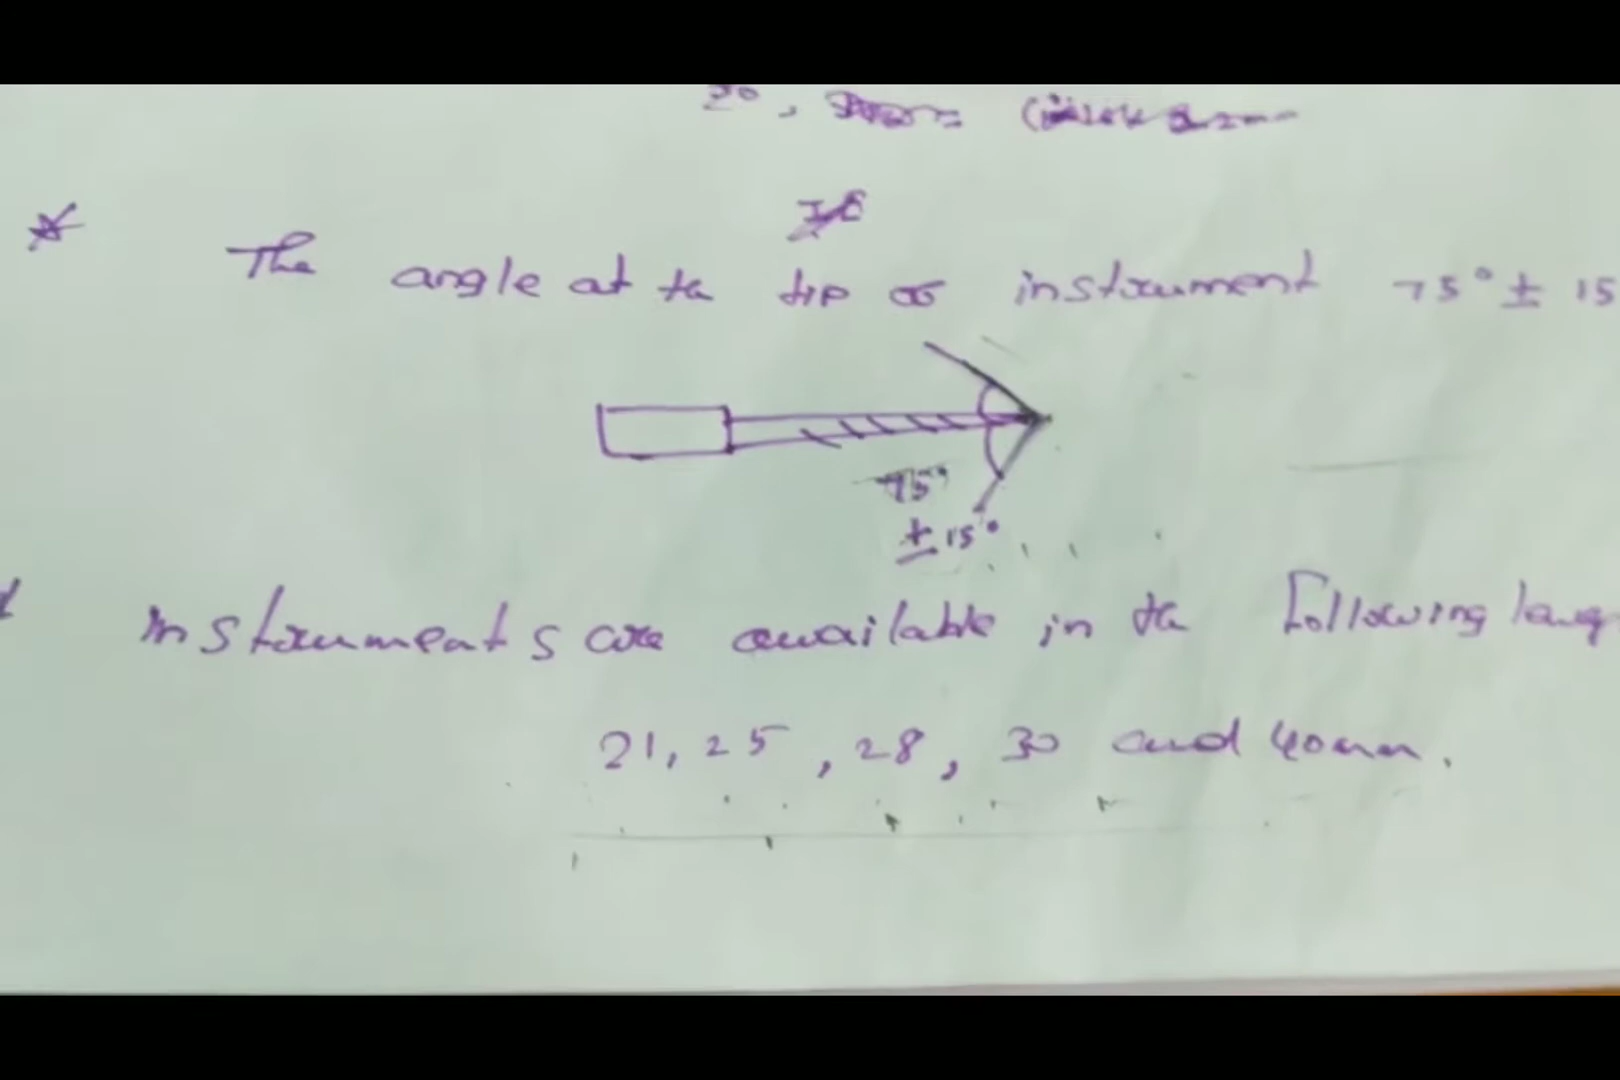 20,
The angle at the tip of instrument 75° ± 15
75°
± 15°
instruments are available in the following leng
21, 25, 28, 30 and 40mm.